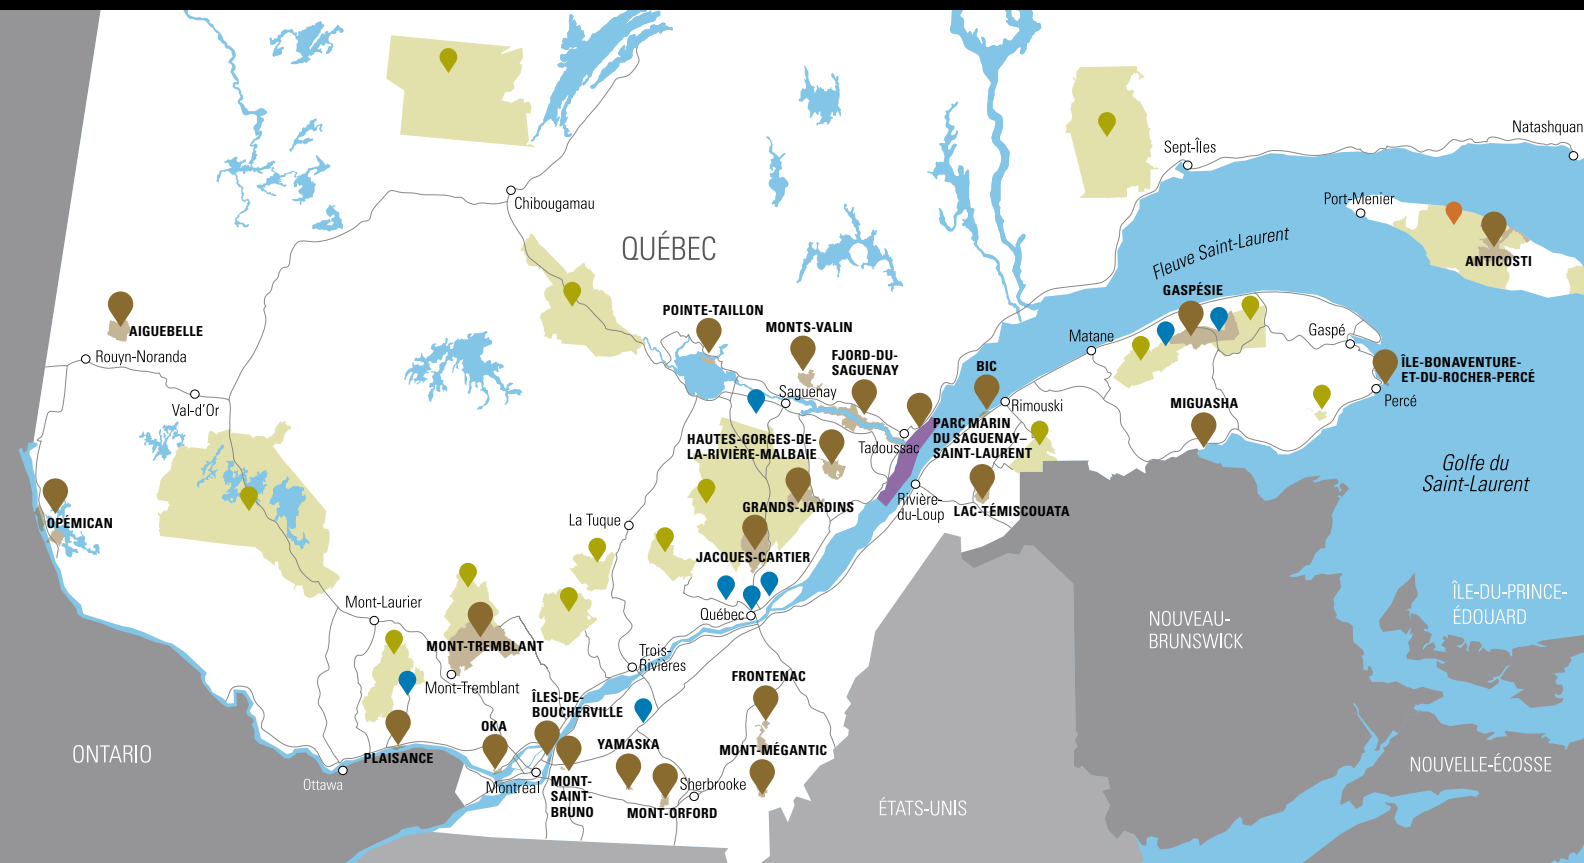 Natashquan
Sept-Îles
Port-Menier
Chibougamau
QUÉBEC
Fleuve Saint-Laurent
ANTICOSTI
GASPÉSIE
POINTE-TAILLON
MONTS-VALIN
AIGUEBELLE
Rouyn-Noranda
Matane
Gaspé
FJORD-DU-
SAGUENAY
BIC
ÎLE-BONAVENTURE-
ET-DU-ROCHER-PERCÉ
Saguenay
Val-d'Or
Rimouski
MIGUASHA
Percé
PARC MARIN
DU SAGUENAY–
SAINT-LAURENT
HAUTES-GORGES-DE-
LA-RIVIÈRE-MALBAIE
Tadoussac
Golfe du
Saint-Laurent
Rivière-
du-Loup
LAC-TÉMISCOUATA
GRANDS-JARDINS
OPÉMICAN
La Tuque
JACQUES-CARTIER
Mont-Laurier
Québec
ÎLE-DU-PRINCE-
ÉDOUARD
NOUVEAU-
BRUNSWICK
MONT-TREMBLANT
Trois-
Rivières
Mont-Tremblant
FRONTENAC
ÎLES-DE-
BOUCHERVILLE
OKA
YAMASKA
MONT-MÉGANTIC
ONTARIO
PLAISANCE
NOUVELLE-ÉCOSSE
Ottawa
Montréal
MONT-
SAINT-
BRUNO
Sherbrooke
MONT-ORFORD
ÉTATS-UNIS